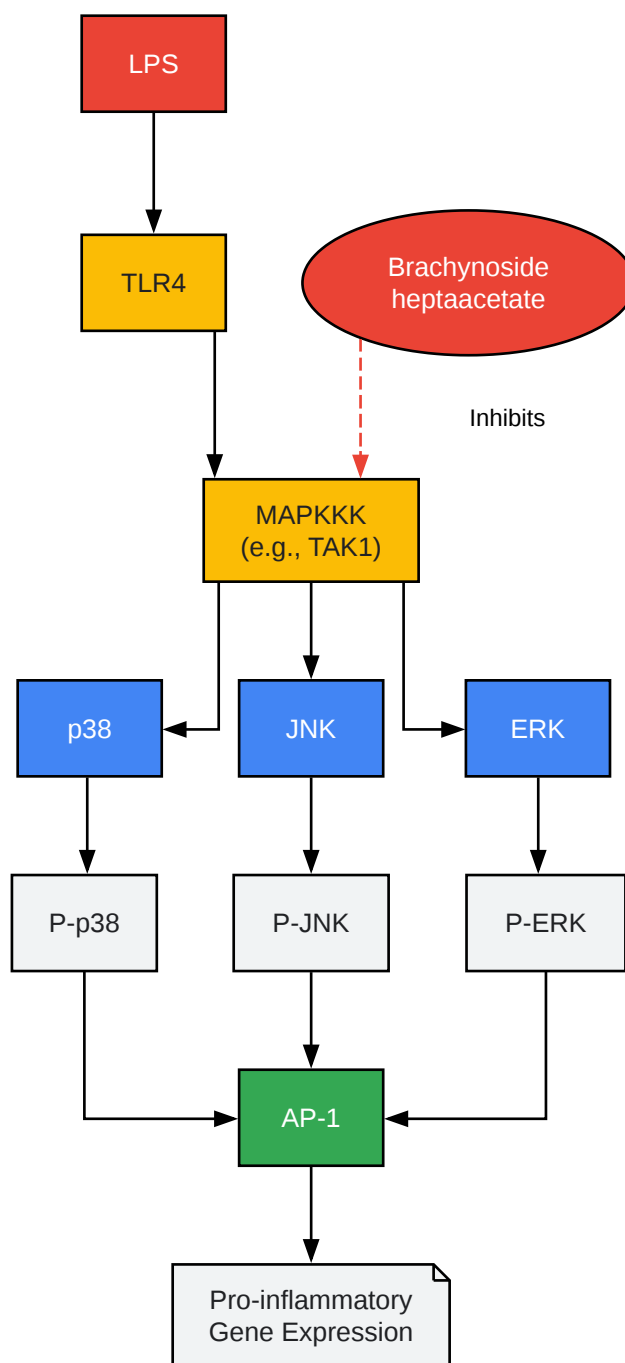 LPS
TLR4
Brachynoside
heptaacetate
Inhibits
MAPKKK
(e.g., TAK1)
p38
JNK
ERK
P-p38
P-JNK
P-ERK
AP-1
Pro-inflammatory
Gene Expression